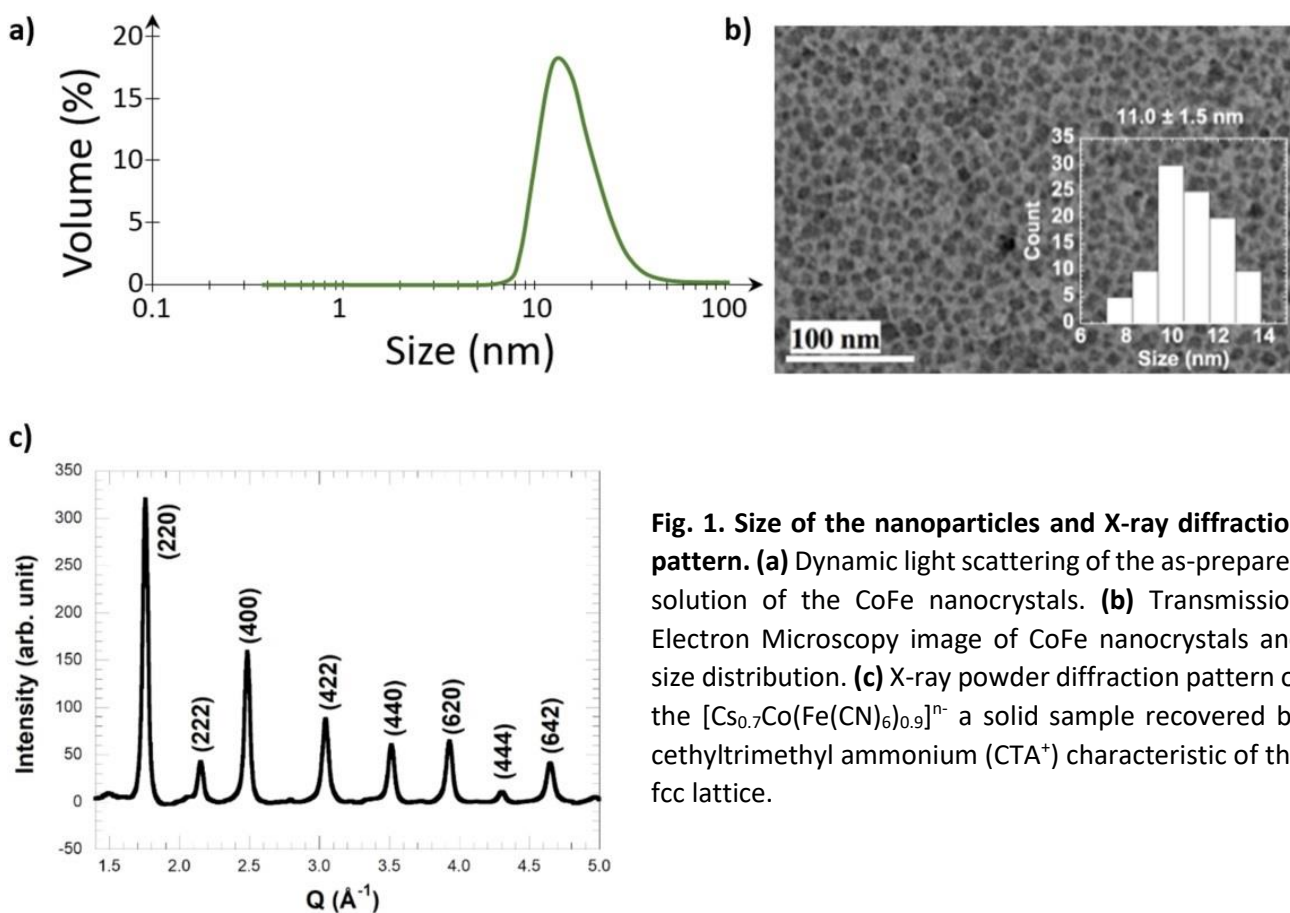 a)
Volume (%)
20
15
10
5
0
0.1
1
10
100
Size (nm)
b)
11.0 ± 1.5 nm
Count
35
30
25
20
15
10
5
0
6
8
10
12
14
Size (nm)
100 nm
c)
Intensity (arb. unit)
350
300
250
200
150
100
50
0
-50
(220)
(222)
(400)
(422)
(440)
(620)
(444)
(642)
1.5
2.0
2.5
3.0
3.5
4.0
4.5
5.0
Q (Å⁻¹)
Fig. 1. Size of the nanoparticles and X-ray diffractio
pattern. (a) Dynamic light scattering of the as-prepare
solution of the CoFe nanocrystals. (b) Transmissio
Electron Microscopy image of CoFe nanocrystals an
size distribution. (c) X-ray powder diffraction pattern o
the [Cs₀.₇Co(Fe(CN)₆)₀.₉]ⁿ⁻ a solid sample recovered b
cethyltrimethyl ammonium (CTA⁺) characteristic of th
fcc lattice.